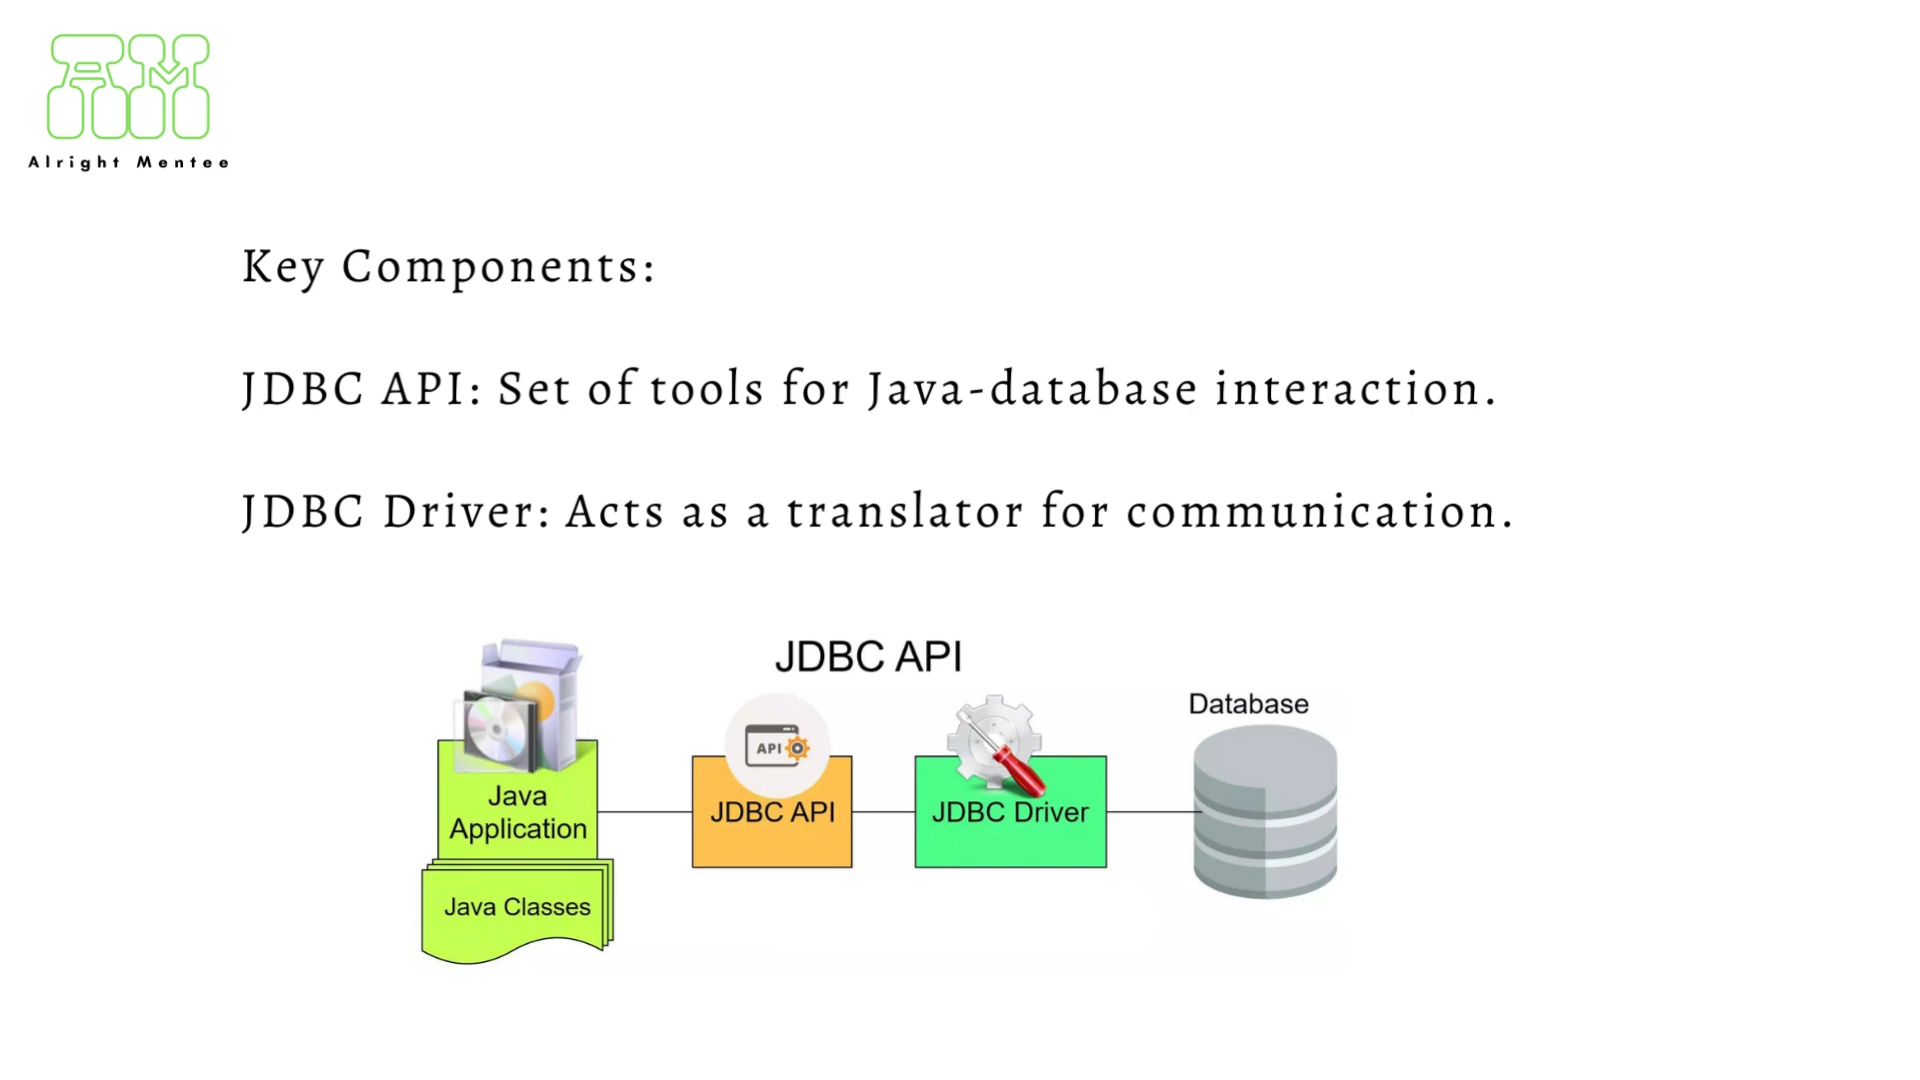 Alright Mentee
Key Components:
JDBC API: Set of tools for Java-database interaction.
JDBC Driver: Acts as a translator for communication.
JDBC API
Database
API
Java
Application
JDBC API
JDBC Driver
Java Classes